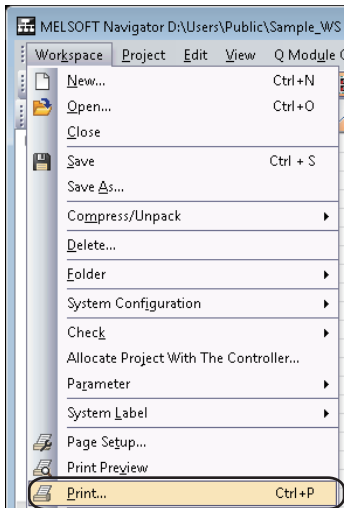 MELSOFT Navigator D:\Users\Public\Sample_WS
Workspace Project Edit View Q Module
New... Ctrl+N
Open... Ctrl+O
Close
Save Ctrl + S
Save As...
Compress/Unpack
Delete...
Folder
System Configuration
Check
Allocate Project With The Controller...
Parameter
System Label
Page Setup...
Print Preview
Print... Ctrl+P